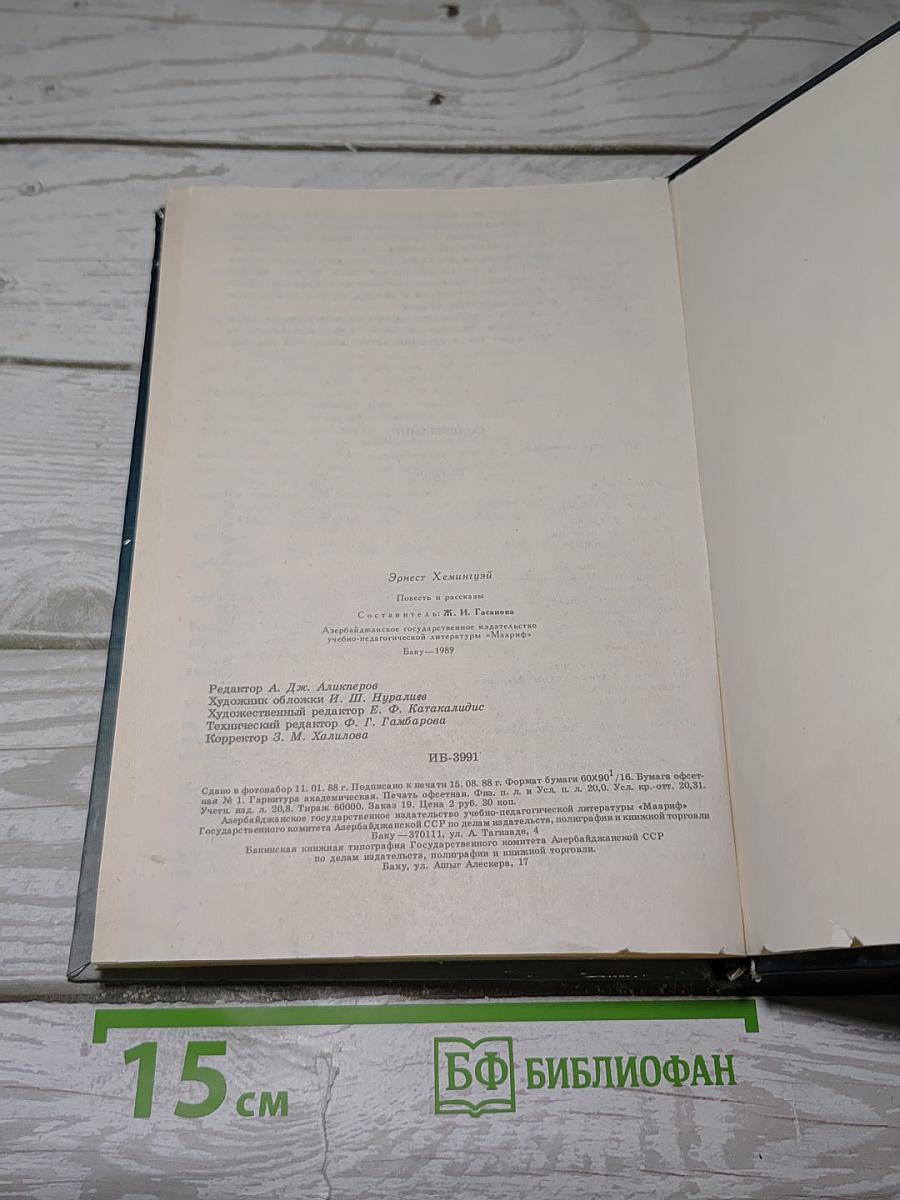 Эрнест Хемингуэй
Повесть и рассказы
Составитель: Ж. И. Гасанова
Азербайджанское государственное издательство
учебно-педагогической литературы «Маариф»
Баку—1989
Редактор А. Дж. Аликперов
Художник обложки И. Ш. Нуралиев
Художественный редактор Е. Ф. Катакалидис
Технический редактор Ф. Г. Гамбарова
Корректор З. М. Халилова
ИБ-3991
Сдано в фотонабор 11. 01. 88 г. Подписано к печати 15. 08. 88 г. Формат бумаги 60X90¹/16. Бумага офсет-
ная № 1. Гарнитура академическая. Печать офсетная. Физ. п. л. и Усл. п. л. 20,0. Усл. кр.-отт. 20,31.
Учетн. изд. л. 20,8. Тираж 60000. Заказ 19. Цена 2 руб. 30 коп.
Азербайджанское государственное издательство учебно-педагогической литературы «Маариф»
Государственного комитета Азербайджанской ССР по делам издательств, полиграфии и книжной торговли
Баку —370111, ул. А. Тагизаде, 4
Бакинская книжная типография Государственного комитета Азербайджанской ССР
по делам издательств, полиграфии и книжной торговли.
Баку, ул. Ашыг Алескера, 17
15 см
БФ БИБЛИОФАН